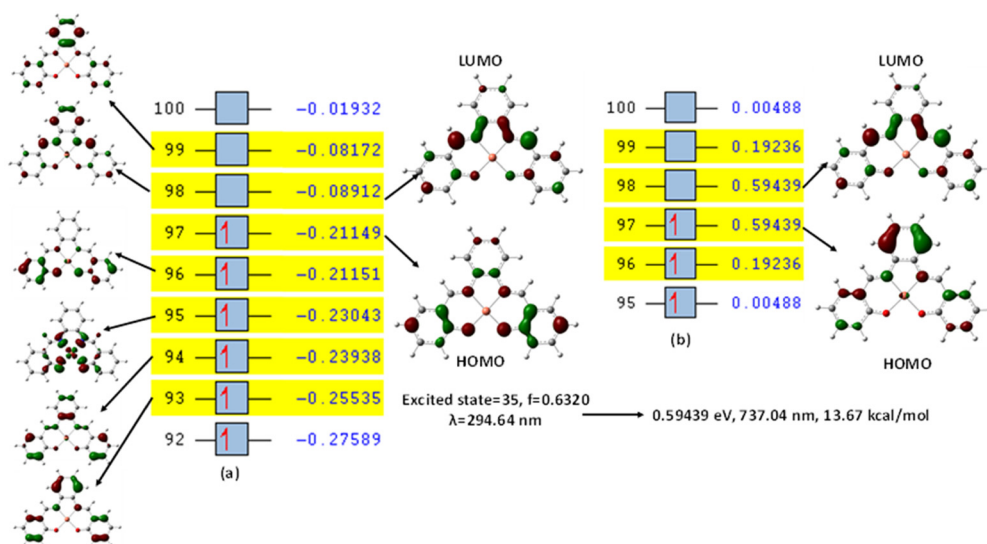 LUMO
100 -0.01932
99 -0.08172
98 -0.08912
97 -0.21149
96 -0.21151
95 -0.23043
94 -0.23938
93 -0.25535
92 -0.27589
(a)
HOMO
Excited state=35, f=0.6320
λ=294.64 nm
0.59439 eV, 737.04 nm, 13.67 kcal/mol
LUMO
100 0.00488
99 0.19236
98 0.59439
97 0.59439
96 0.19236
95 0.00488
(b)
HOMO